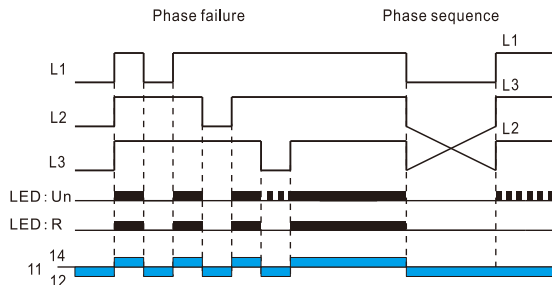 Phase failure
Phase sequence
L1
L1
L2
L3
L3
L2
LED: Un
LED: R
11
14
12